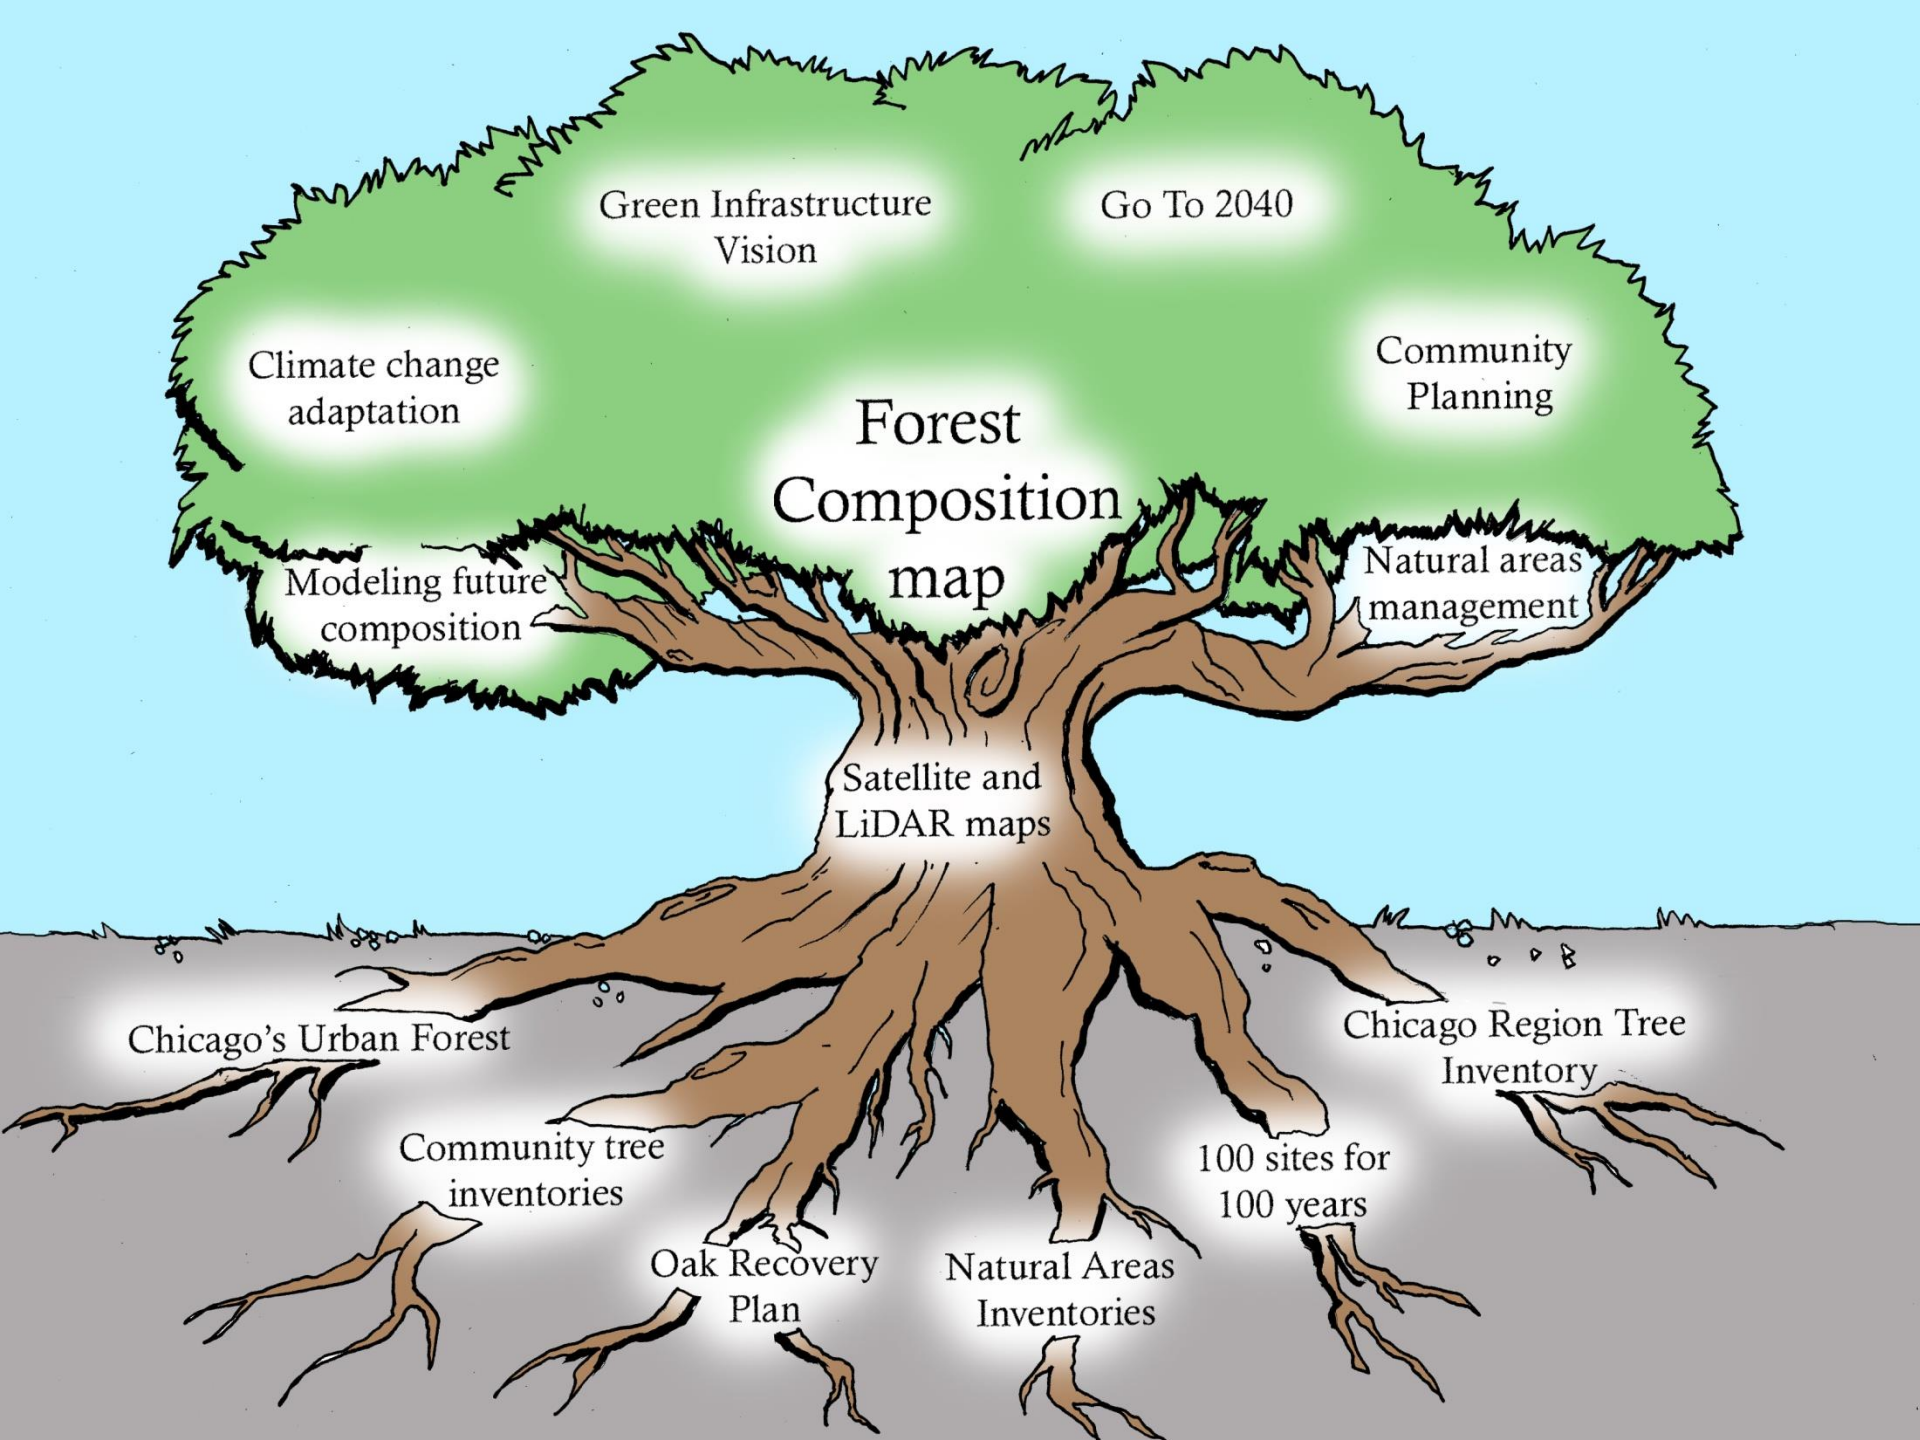 Green Infrastructure
Vision
Go To 2040
Climate change
adaptation
Community
Planning
Forest
Composition
map
Modeling future
composition
Natural areas
management
Satellite and
LiDAR maps
Chicago's Urban Forest
Chicago Region Tree
Inventory
Community tree
inventories
100 sites for
100 years
Oak Recovery
Plan
Natural Areas
Inventories